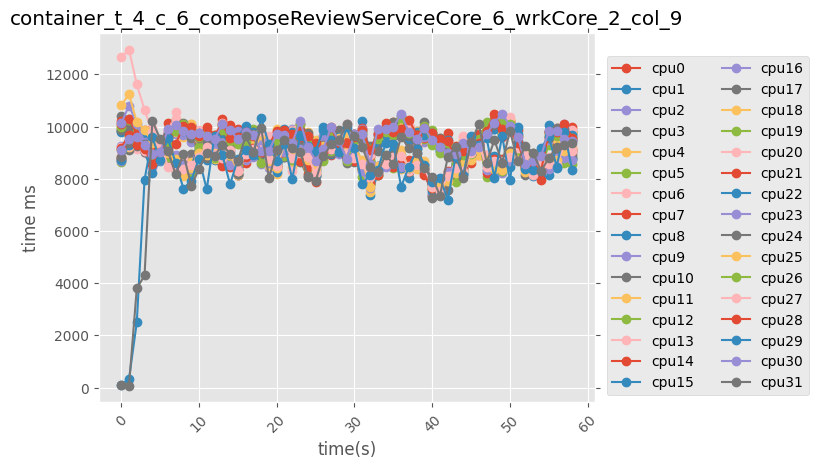 container_t_4_c_6_composeReviewServiceCore_6_wrkCore_2_col_9
time ms
12000
10000
8000
6000
4000
2000
0
0
10
20
30
40
50
60
time(s)
cpu0
cpu1
cpu2
cpu3
cpu4
cpu5
cpu6
cpu7
cpu8
cpu9
cpu10
cpu11
cpu12
cpu13
cpu14
cpu15
cpu16
cpu17
cpu18
cpu19
cpu20
cpu21
cpu22
cpu23
cpu24
cpu25
cpu26
cpu27
cpu28
cpu29
cpu30
cpu31